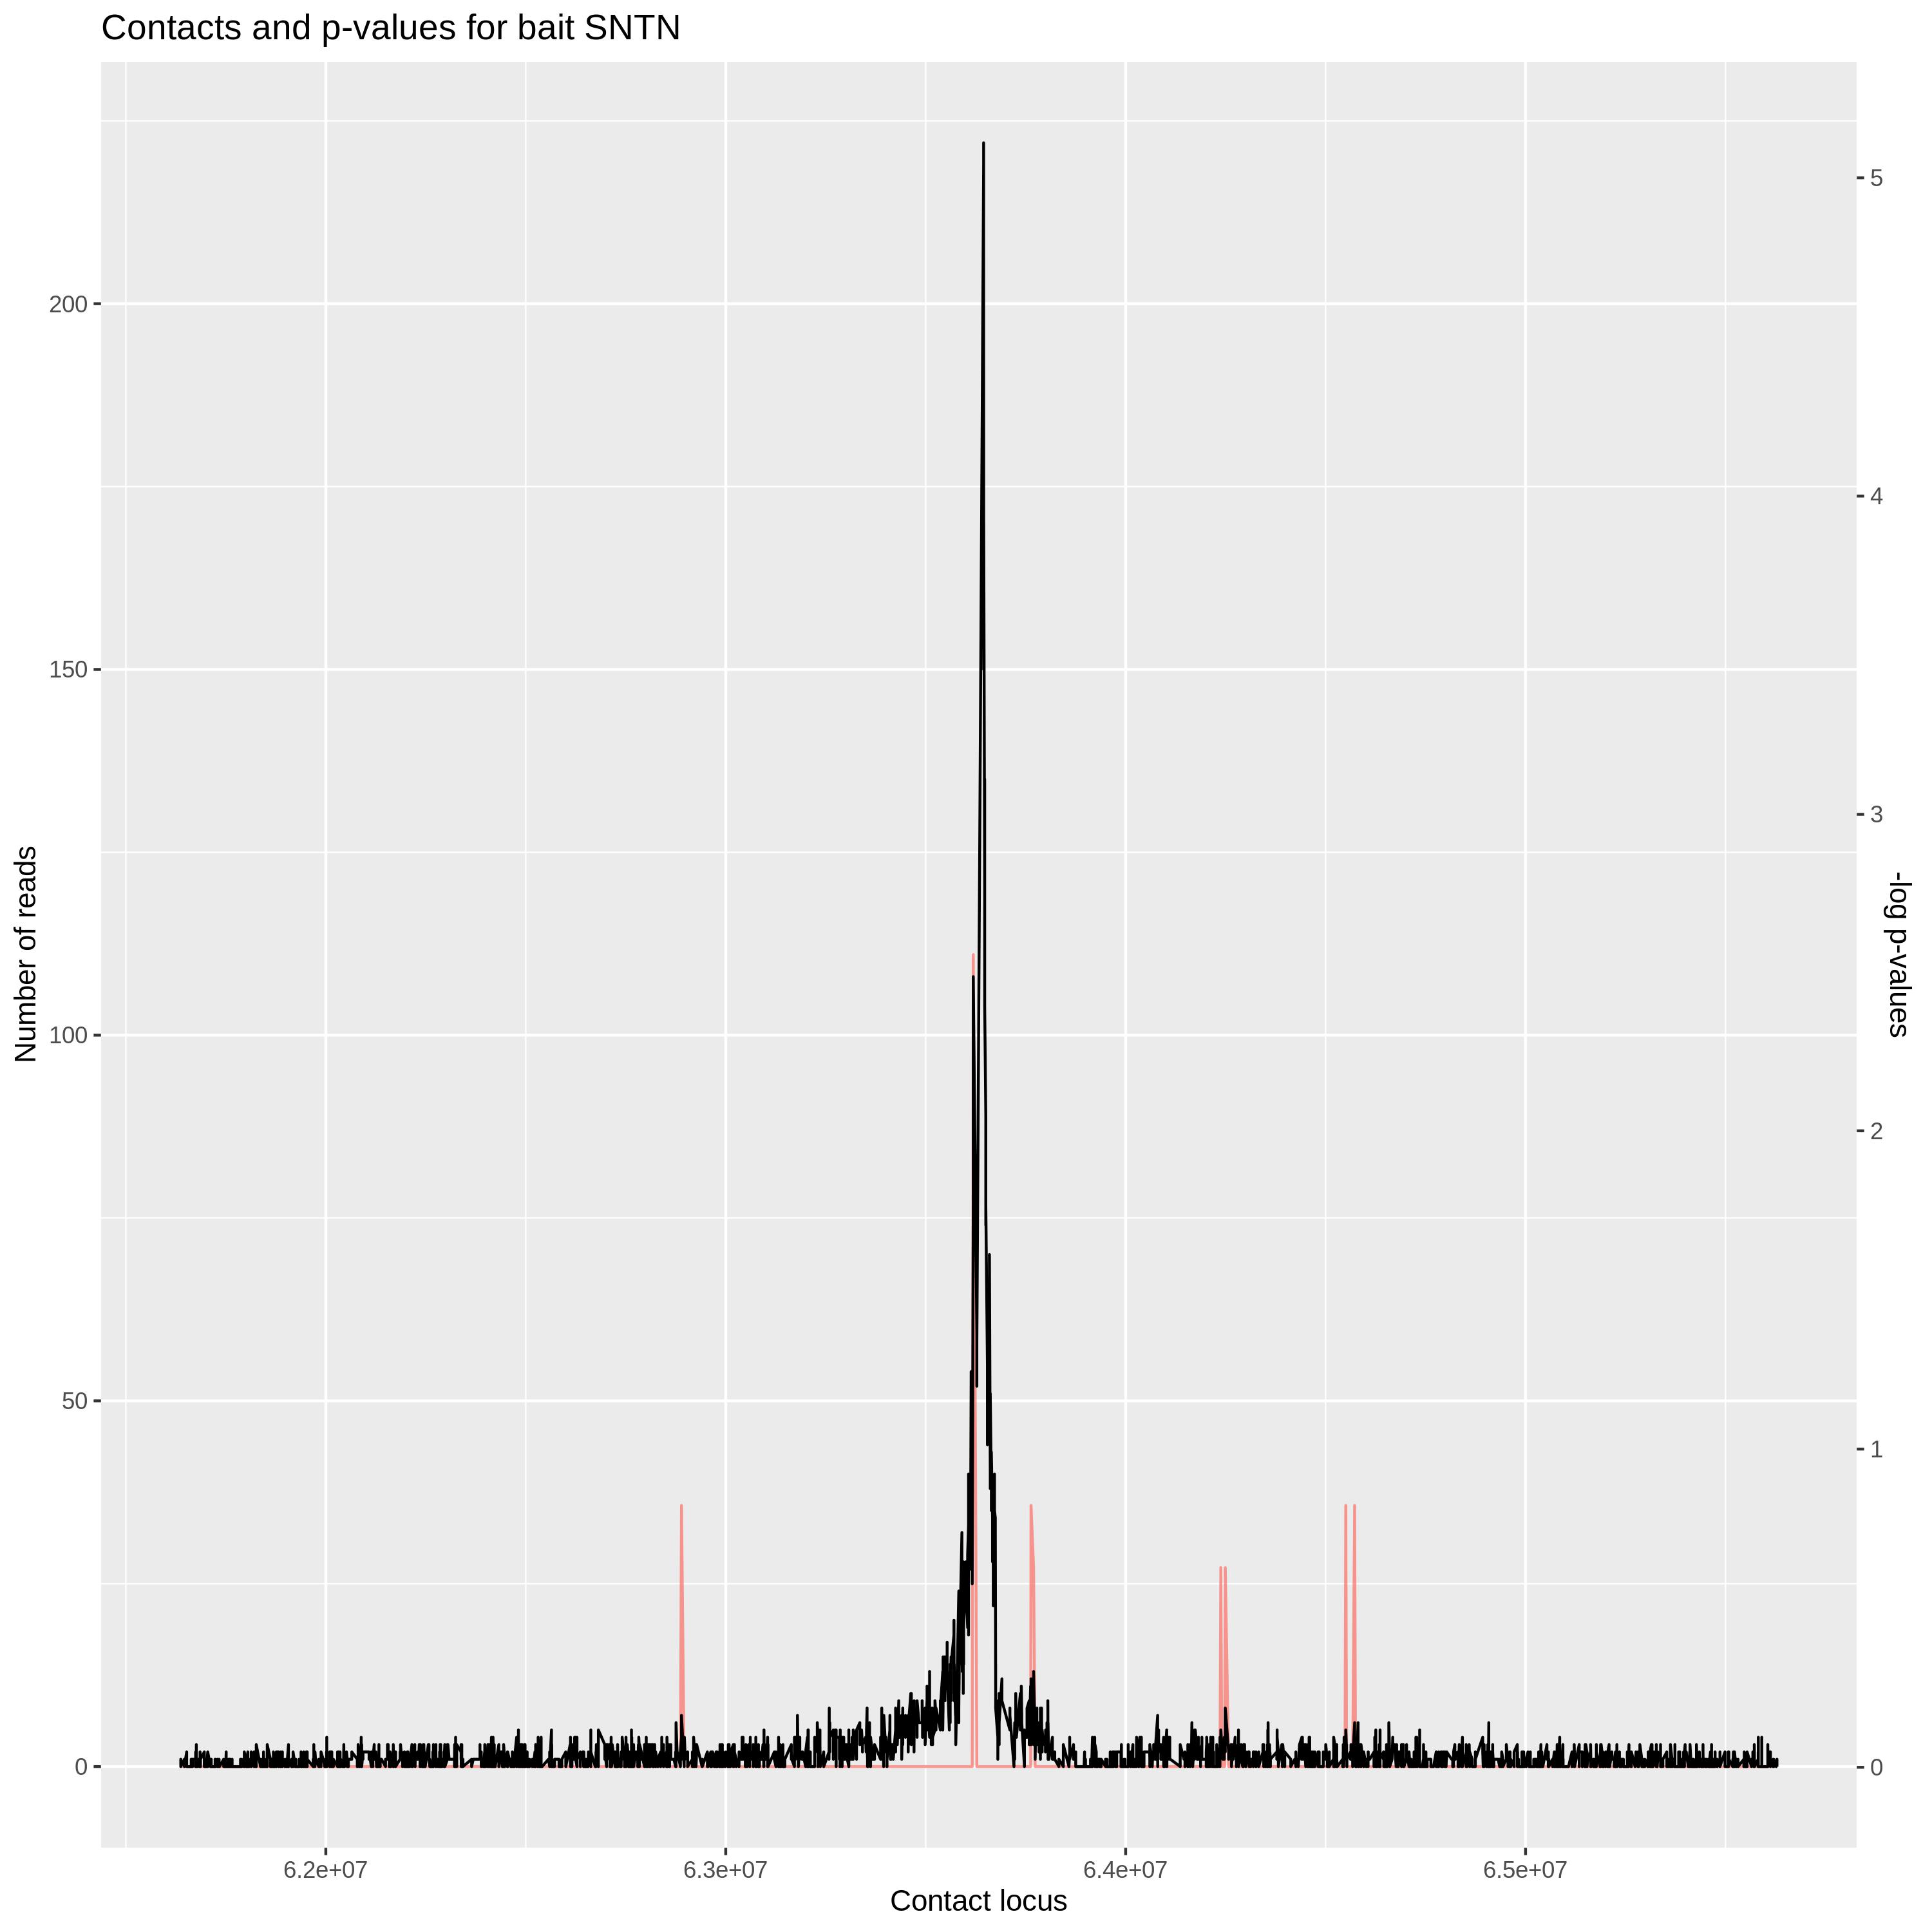 Contacts and p-values for bait SNTN
Number of reads
200
150
100
50
0
5
4
3
2
1
0
-log p-values
6.2e+07 6.3e+07 6.4e+07 6.5e+07
Contact locus